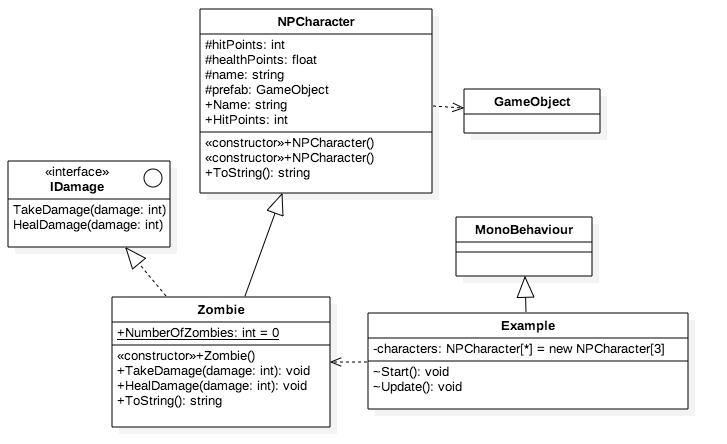 NPCharacter
#hitPoints: int
#healthPoints: float
#name: string
#prefab: GameObject
+Name: string
+HitPoints: int
«constructor»+NPCharacter()
«constructor»+NPCharacter()
+ToString(): string
GameObject
«interface»
IDamage
TakeDamage(damage: int)
HealDamage(damage: int)
MonoBehaviour
Zombie
+NumberOfZombies: int = 0
«constructor»+Zombie()
+TakeDamage(damage: int): void
+HealDamage(damage: int): void
+ToString(): string
Example
-characters: NPCharacter[*] = new NPCharacter[3]
~Start(): void
~Update(): void